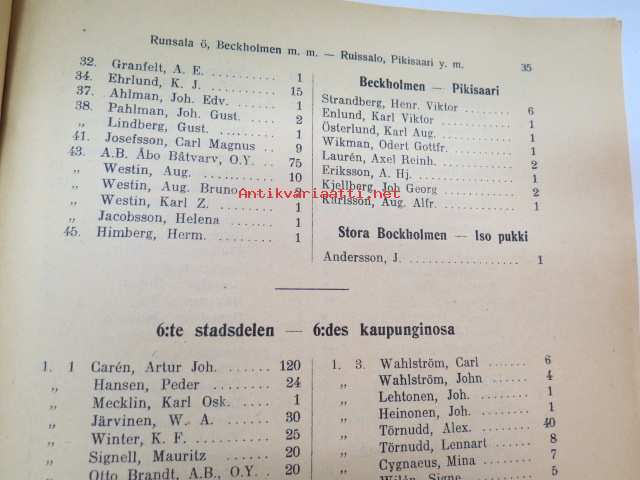 Runsala ö, Beckholmen m. m. — Ruissalo, Pikisaari y. m. 35
32. Granfelt, A. E. 1
34. Ehrlund, K. J. 15
37. Ahlman, Joh. Edv. 1
38. Pahlman, Joh. Gust. 2
„ Lindberg, Gust. 1
41. Josefsson, Carl Magnus 9
43. A.B. Åbo Båtvarv, O.Y. 75
„ Westin, Aug. 10
„ Westin, Aug. Bruno 2
„ Westin, Karl Z. 1
„ Jacobsson, Helena 1
45. Himberg, Herm. 1
Beckholmen — Pikisaari
Strandberg, Henr. Viktor 6
Enlund, Karl Viktor 1
Österlund, Karl Aug. 1
Wikman, Odert Gottfr. 1
Laurén, Axel Reinh. 2
Eriksson, A. Hj. 1
Kjellberg, Joh Georg 2
Karlsson, Aug. Alfr. 1
Antikvariaatti.net
Stora Bockholmen — Iso pukki
Andersson, J. 1
6:te stadsdelen — 6:des kaupunginosa
1. 1 Carén, Artur Joh. 120
„ Hansen, Peder 24
„ Mecklin, Karl Osk. 1
„ Järvinen, W. A. 30
„ Winter, K. F. 25
„ Signell, Mauritz 20
„ Otto Brandt, A.B., O.Y. 20
1. 3. Wahlström, Carl 6
„ Wahlström, John 4
„ Lehtonen, Joh. 1
„ Heinonen, Joh. 1
„ Törnudd, Alex. 40
„ Törnudd, Lennart 8
„ Cygnaeus, Mina 7
„ Signe 5